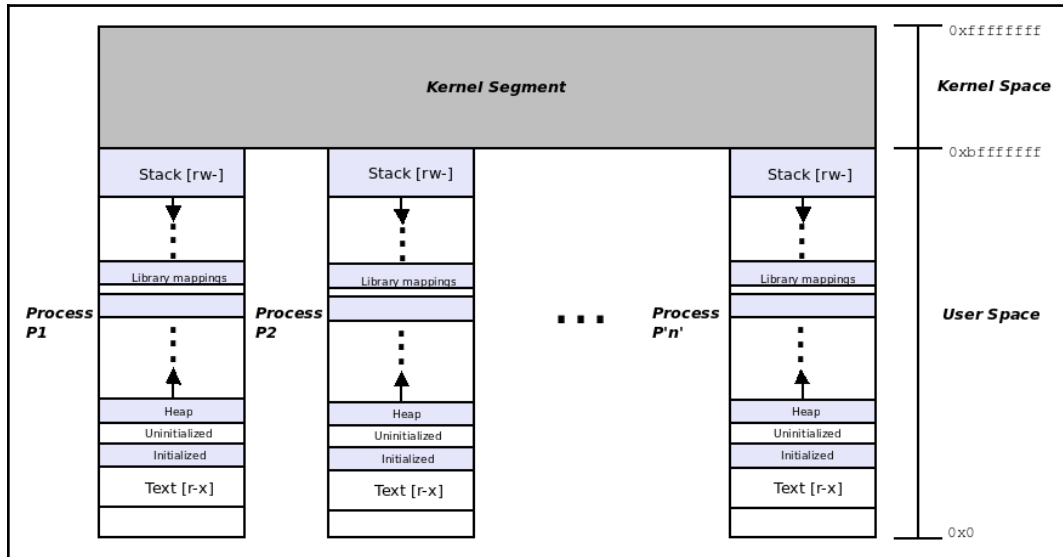 0xffffffff
Kernel Segment
Kernel Space
0xbfffffff
Stack [rw-]
Stack [rw-]
Stack [rw-]
Library mappings
Library mappings
Library mappings
Process
P1
Process
P2
...
Process
P'n'
User Space
Heap
Heap
Heap
Uninitialized
Uninitialized
Uninitialized
Initialized
Initialized
Initialized
Text [r-x]
Text [r-x]
Text [r-x]
0x0